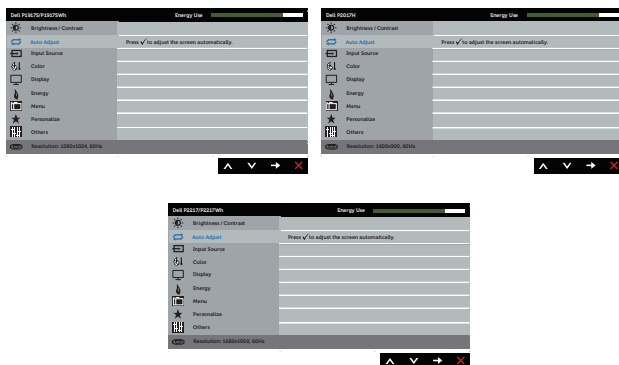 Dell P1917S/P1917SWh Energy Use
Brightness / Contrast
Auto Adjust Press ✓ to adjust the screen automatically.
Input Source
Color
Display
Energy
Menu
Personalize
Others
Resolution: 1280x1024, 60Hz
Dell P2017H Energy Use
Brightness / Contrast
Auto Adjust Press ✓ to adjust the screen automatically.
Input Source
Color
Display
Energy
Menu
Personalize
Others
Resolution: 1600x900, 60Hz
Dell P2217/P2217Wh Energy Use
Brightness / Contrast
Auto Adjust Press ✓ to adjust the screen automatically.
Input Source
Color
Display
Energy
Menu
Personalize
Others
Resolution: 1680x1050, 60Hz